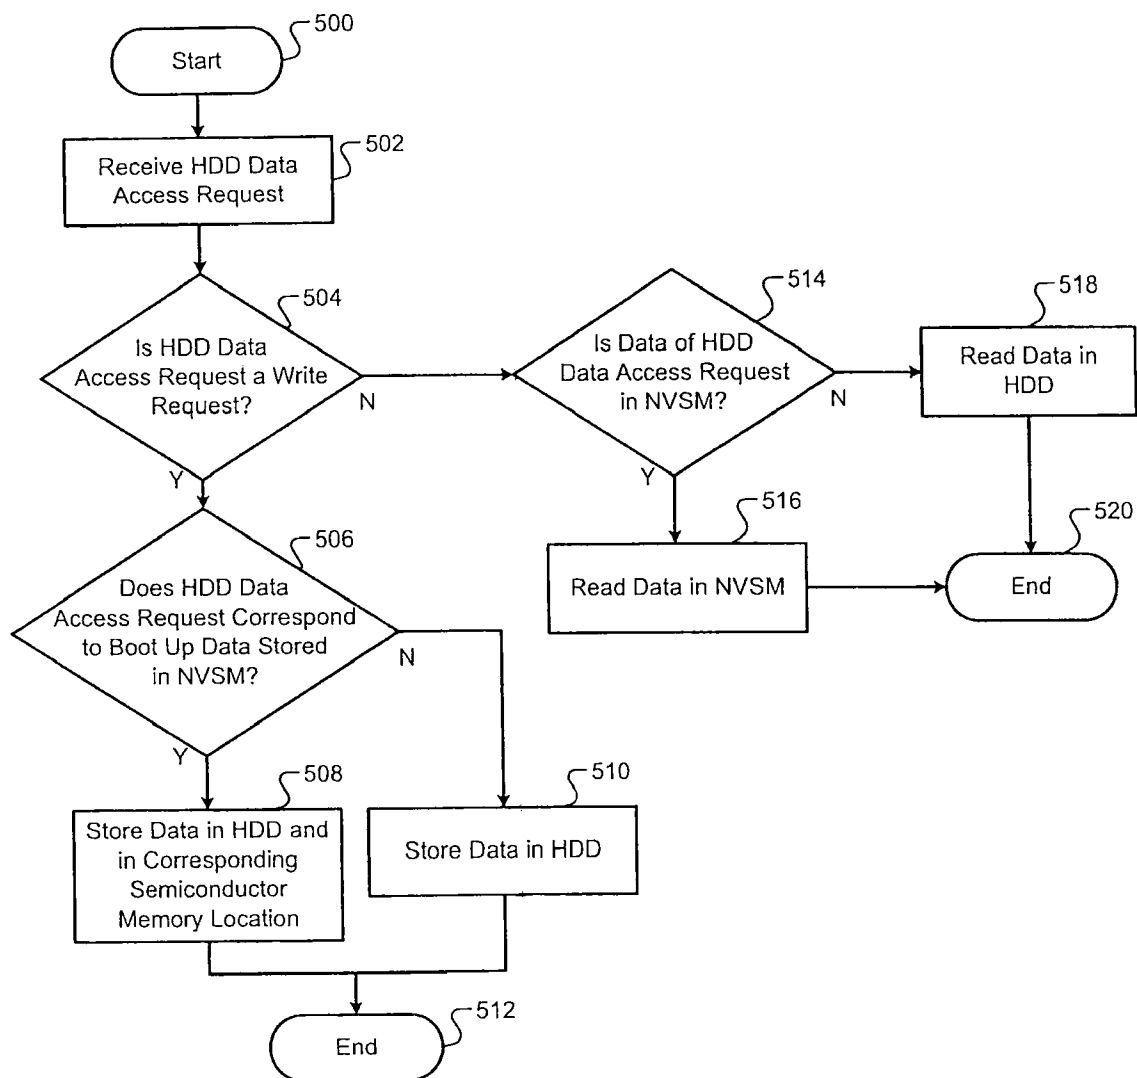 500
Start
502
Receive HDD Data
Access Request
504
Is HDD Data
Access Request a Write
Request?
N
Y
514
Is Data of HDD
Data Access Request
in NVSM?
N
Y
518
Read Data in
HDD
516
Read Data in NVSM
520
End
506
Does HDD Data
Access Request Correspond
to Boot Up Data Stored
in NVSM?
N
Y
508
Store Data in HDD and
in Corresponding
Semiconductor
Memory Location
510
Store Data in HDD
512
End